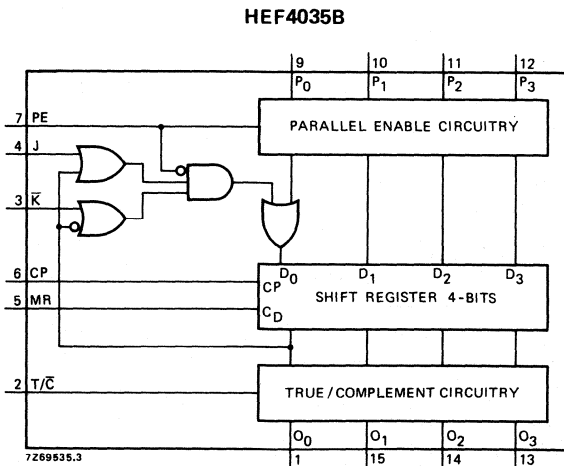 HEF4035B
9 10 11 12
P0 P1 P2 P3
7 PE
PARALLEL ENABLE CIRCUITRY
4 J
3 K̅
D0 D1 D2 D3
6 CP
CP
SHIFT REGISTER 4-BITS
5 MR
CD
2 T/C̅
TRUE/COMPLEMENT CIRCUITRY
O0 O1 O2 O3
7Z69535.3
1 15 14 13